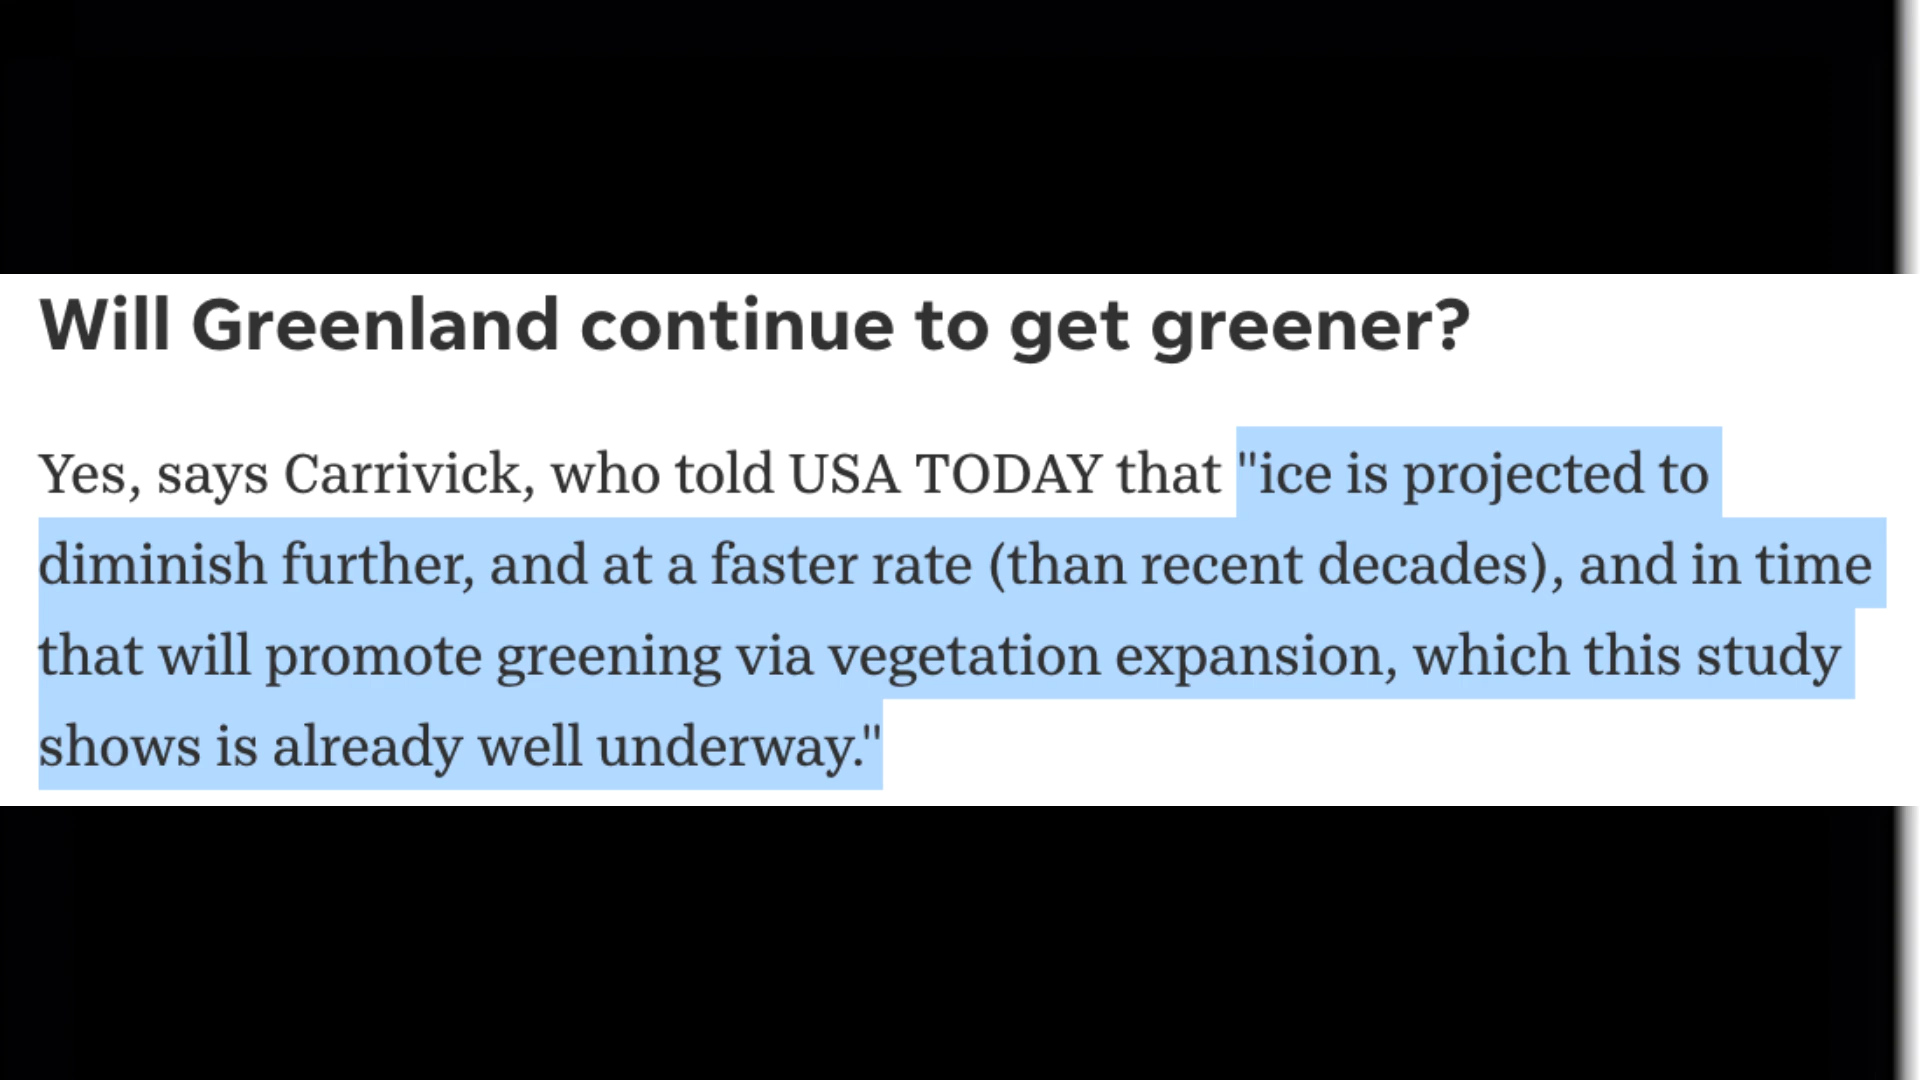 Will Greenland continue to get greener?
Yes, says Carrivick, who told USA TODAY that "ice is projected to
diminish further, and at a faster rate (than recent decades), and in time
that will promote greening via vegetation expansion, which this study
shows is already well underway."